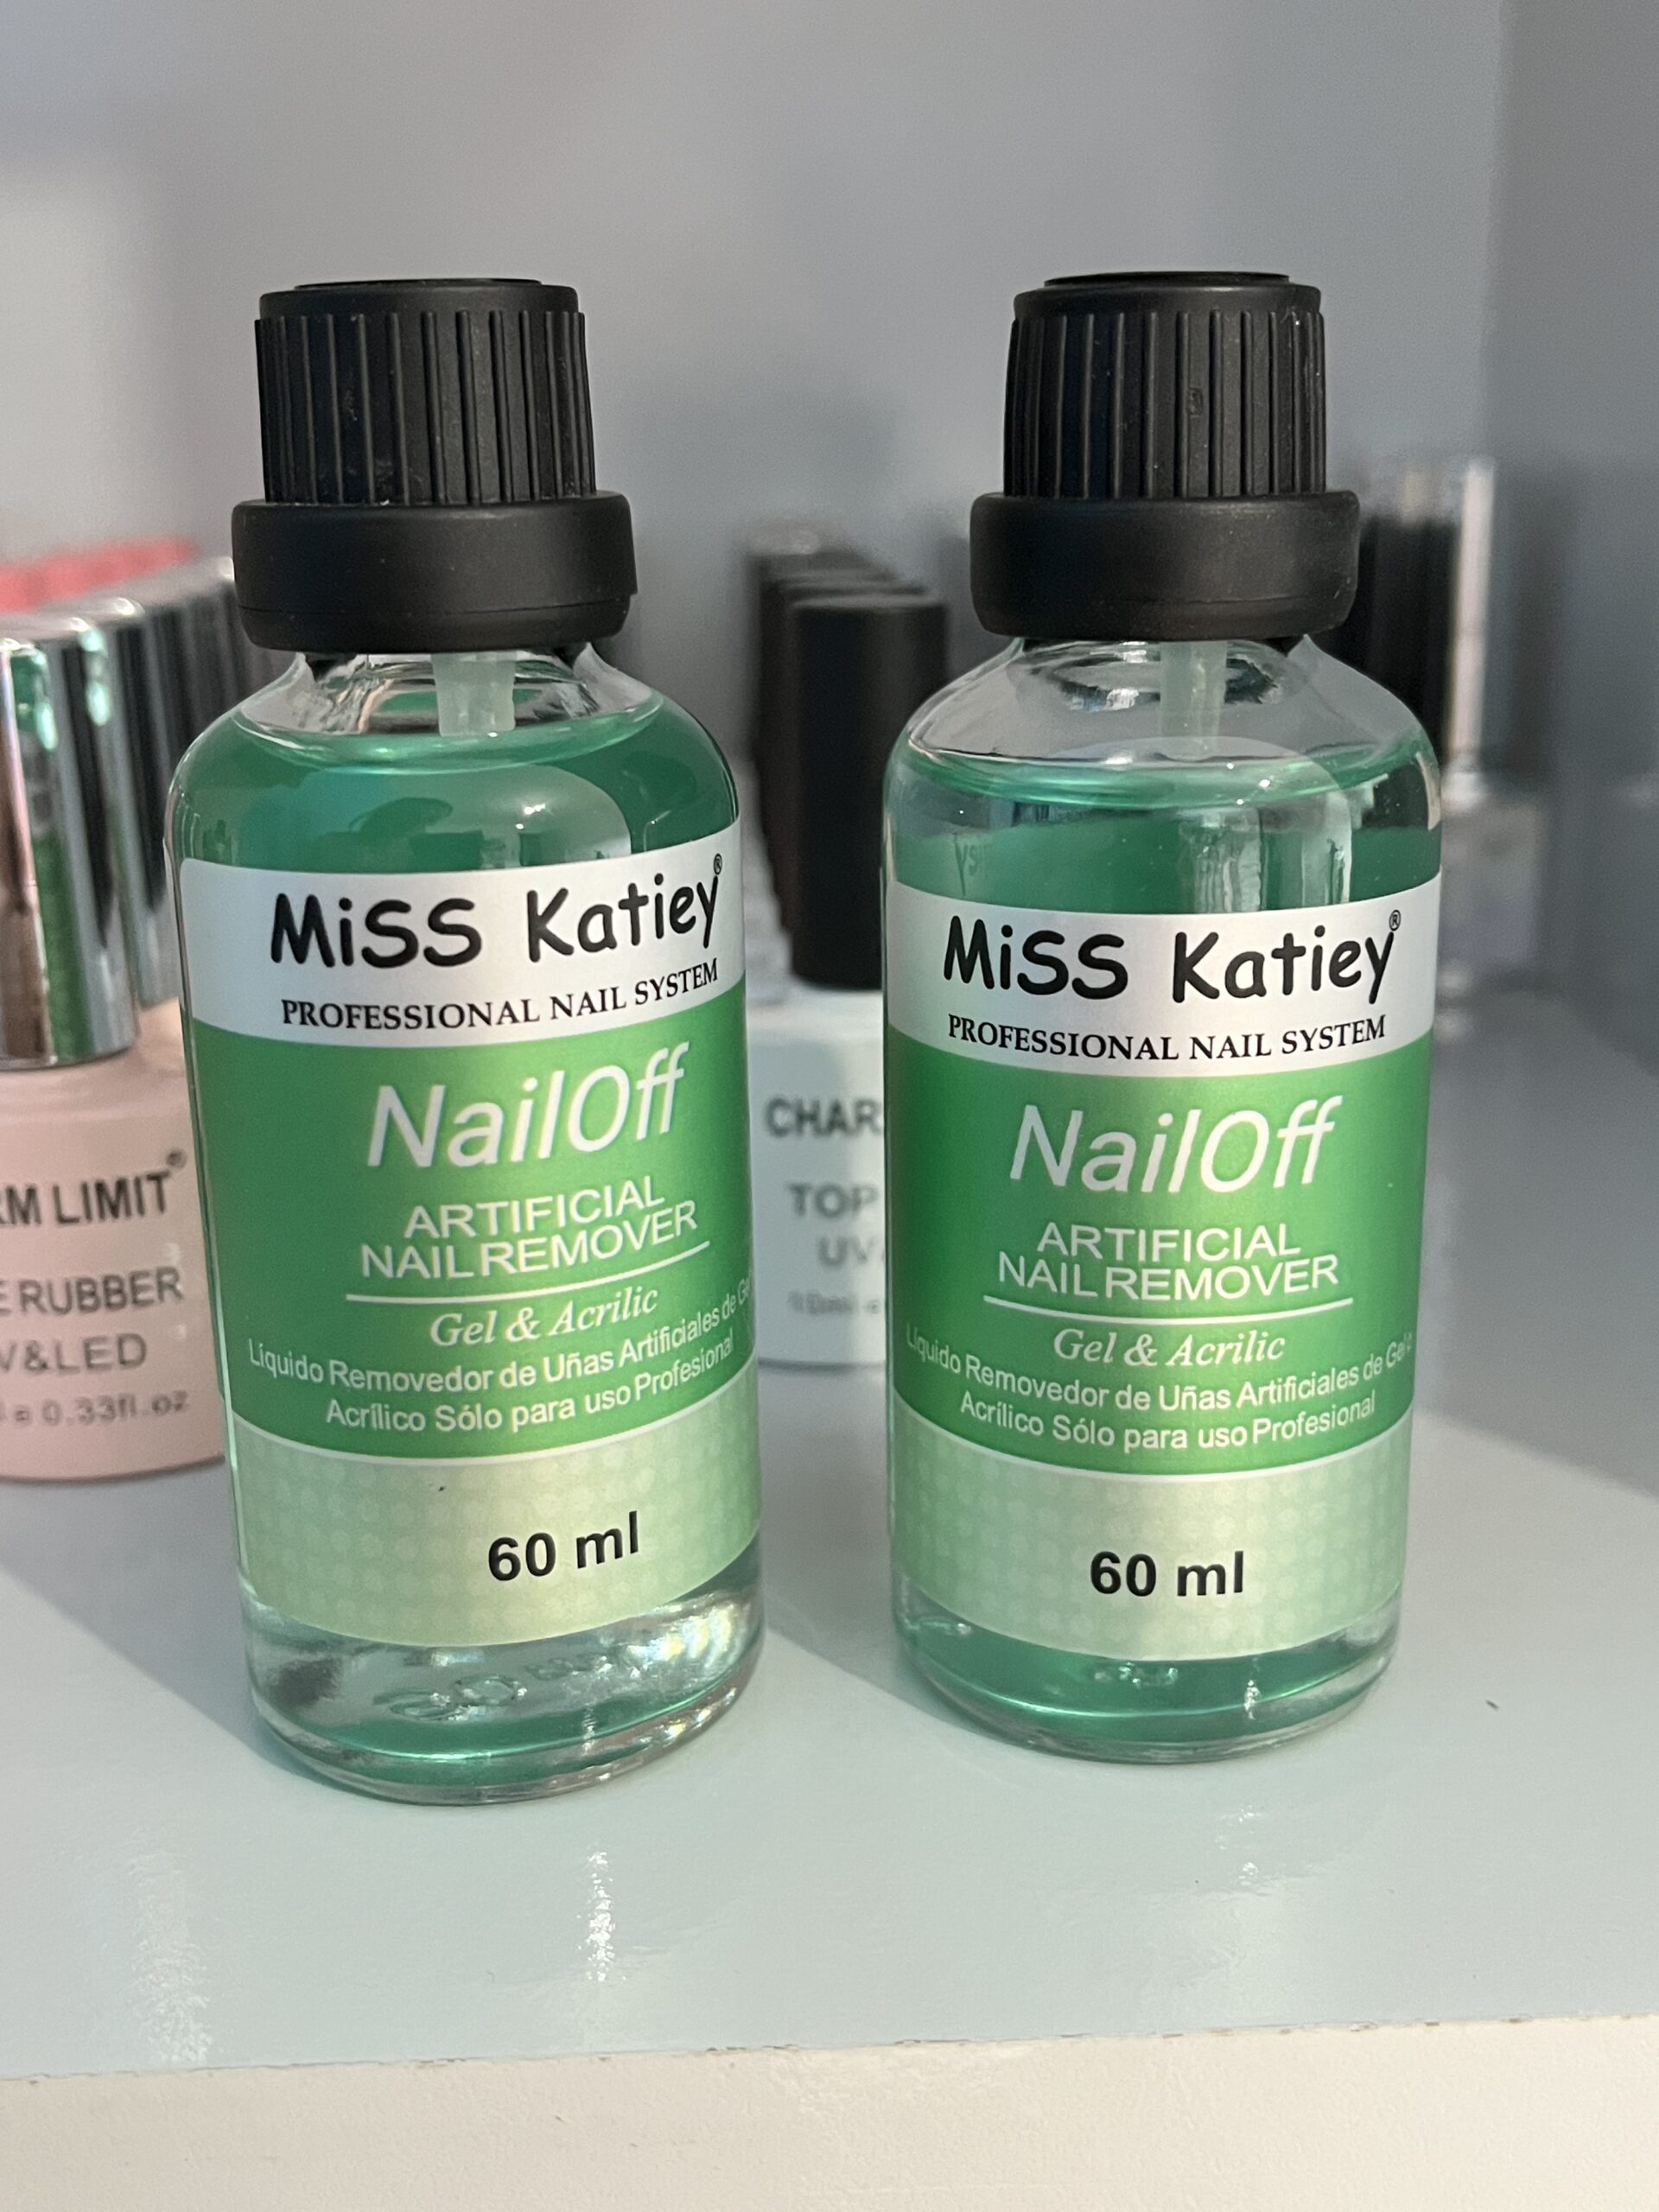 MiSS Katiey®
PROFESSIONAL NAIL SYSTEM
NailOff
ARTIFICIAL
NAIL REMOVER
Gel & Acrilic
Líquido Removedor de Uñas Artificiales de Gel
Acrílico Sólo para uso Profesional
60 ml
MiSS Katiey®
PROFESSIONAL NAIL SYSTEM
NailOff
ARTIFICIAL
NAIL REMOVER
Gel & Acrilic
Líquido Removedor de Uñas Artificiales de Gel
Acrílico Sólo para uso Profesional
60 ml
RM LIMIT®
E RUBBER
V&LED
0.33fl.oz
CHAR
TOP
UV